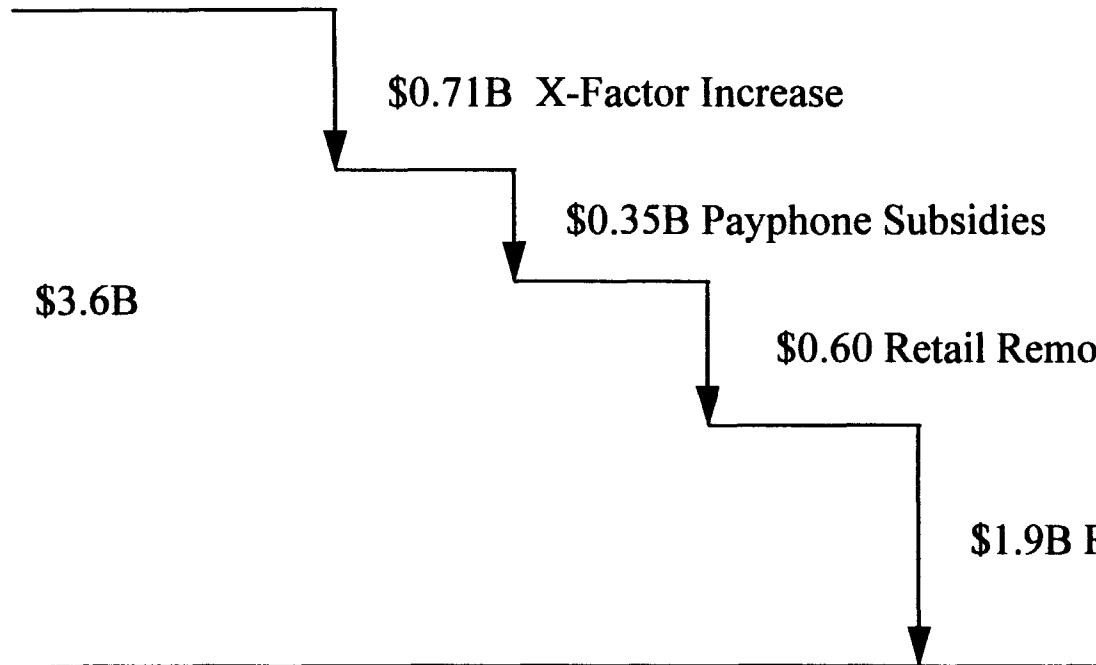 $0.71B X-Factor Increase
$0.35B Payphone Subsidies
$3.6B
$0.60 Retail Remo
$1.9B